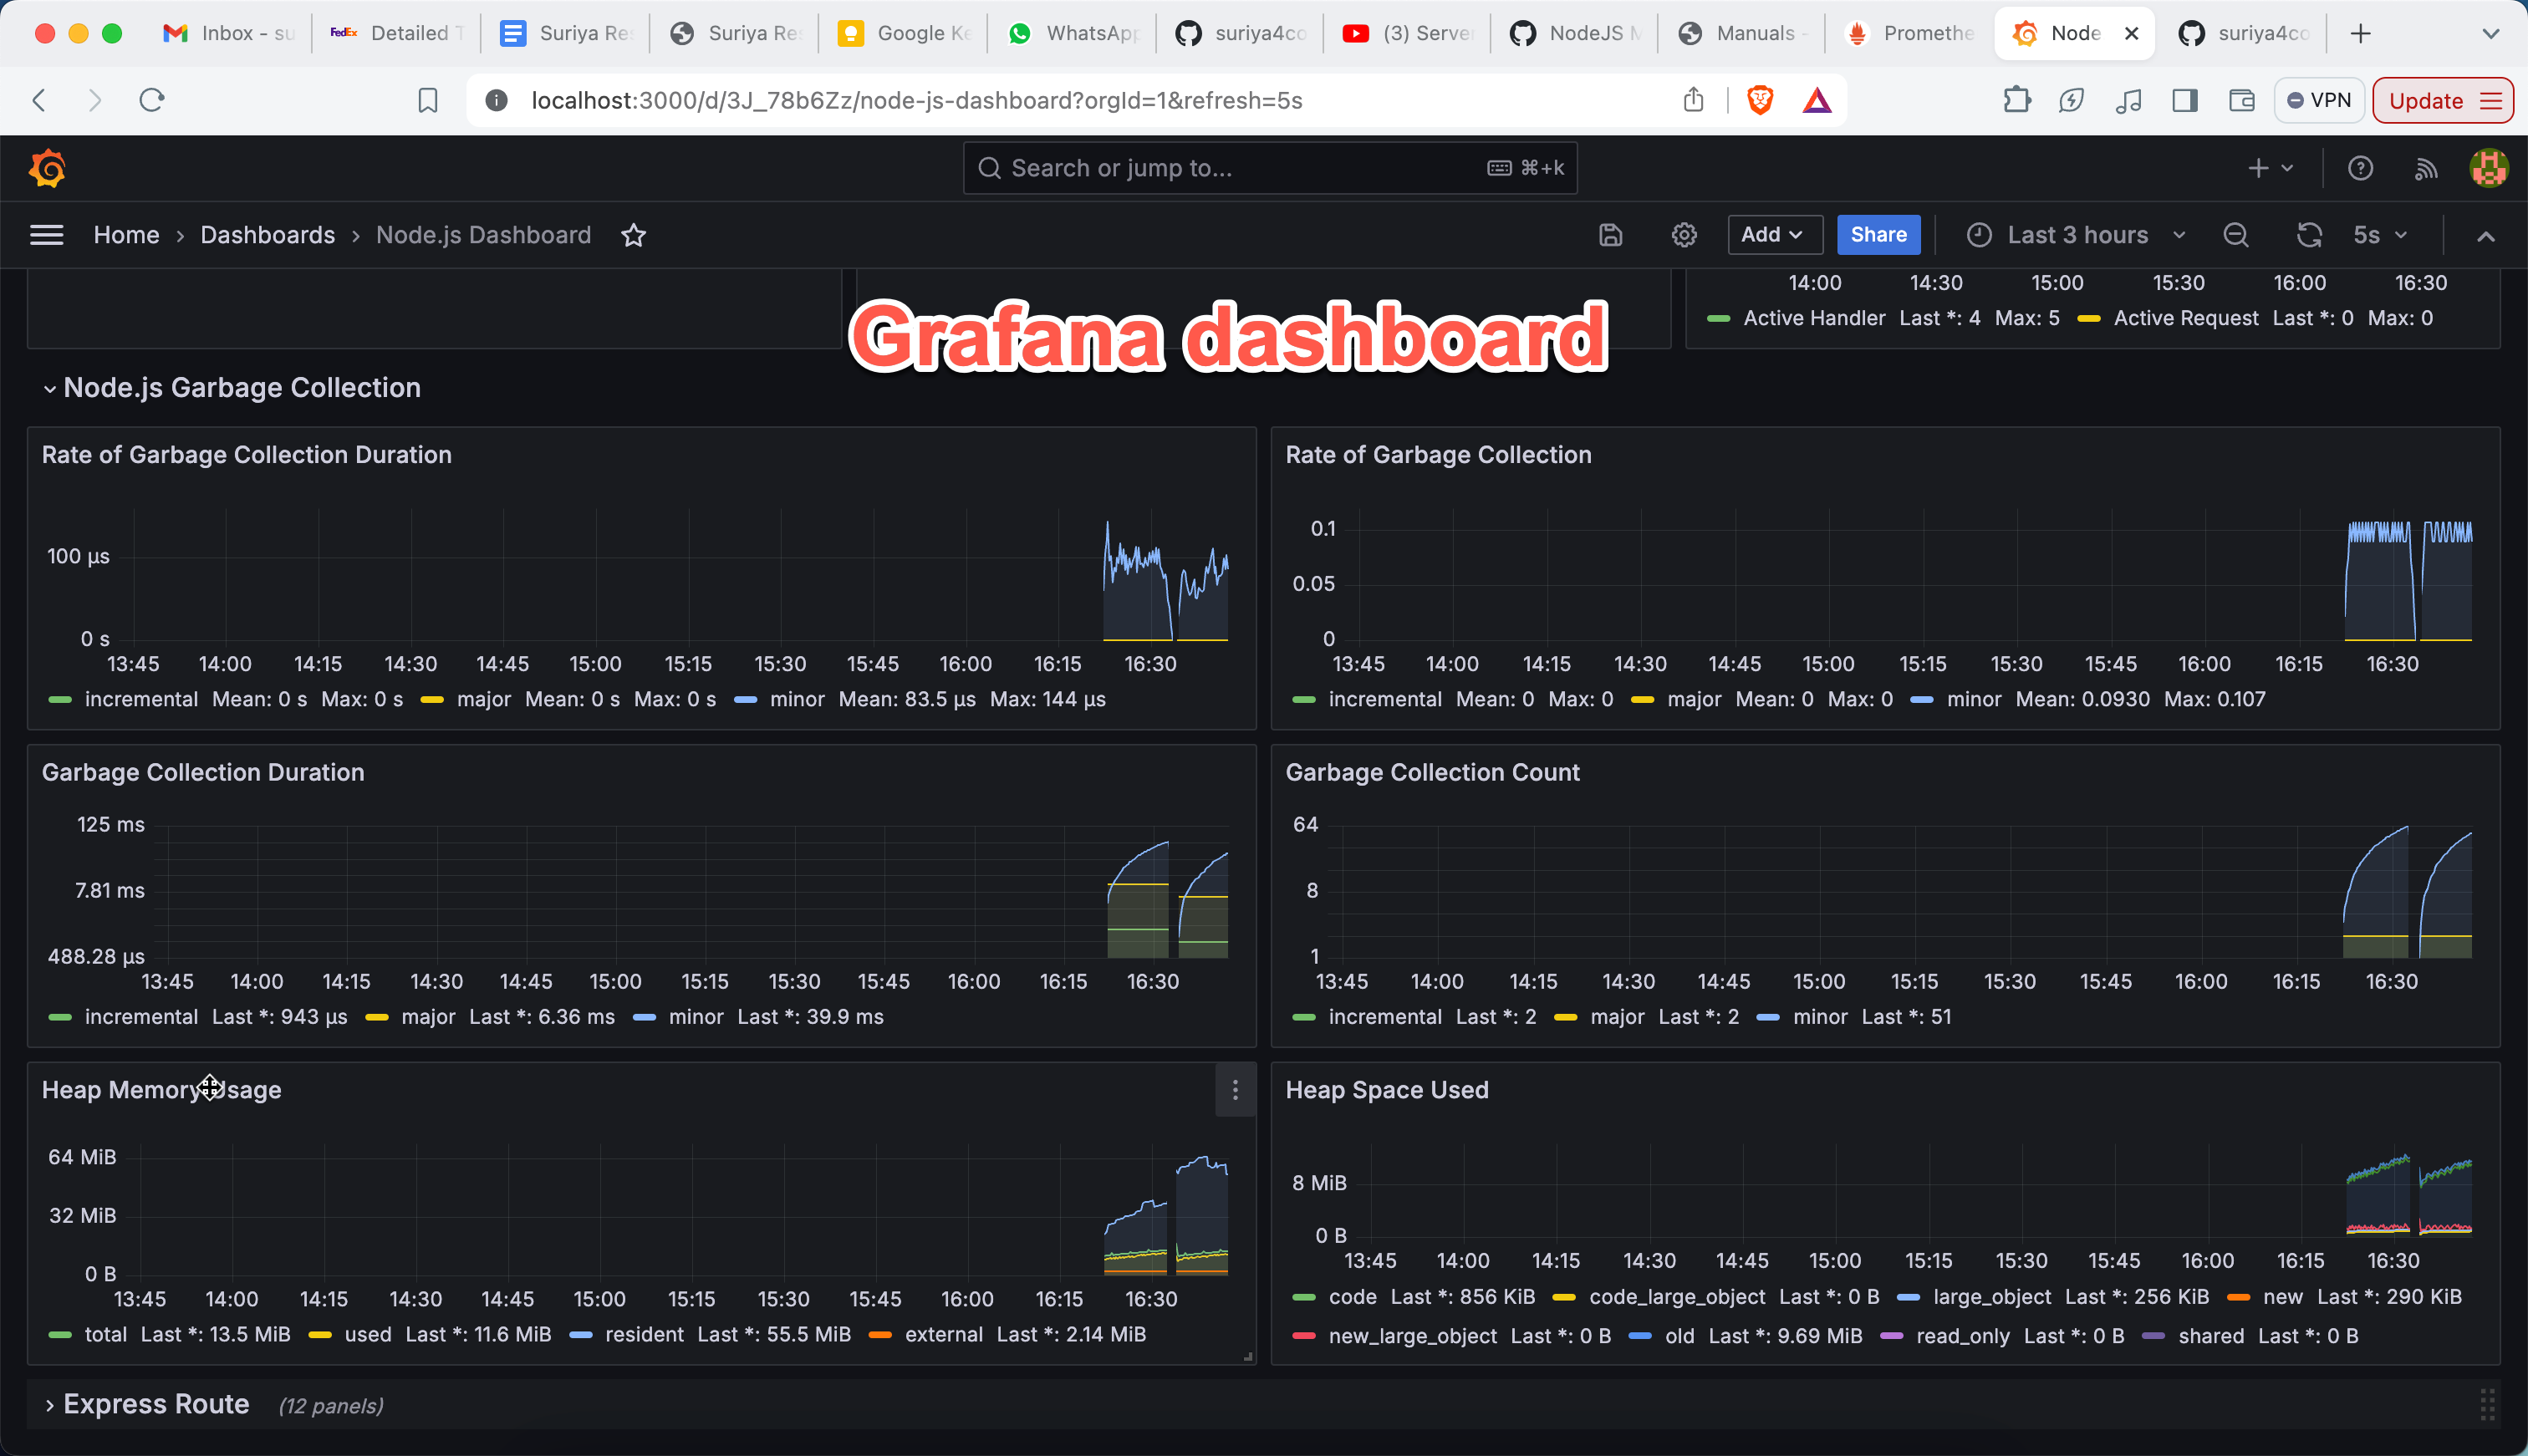 Inbox - su
FedEx Detailed T
Suriya Res
Suriya Res
Google Ke
WhatsApp
suriya4co
(3) Server
NodeJS M
Manuals -
Promethe
Node
suriya4co
localhost:3000/d/3J_78b6Zz/node-js-dashboard?orgId=1&refresh=5s
VPN
Update
Search or jump to...
⌘+k
Home › Dashboards › Node.js Dashboard
Add
Share
Last 3 hours
5s
14:00 14:30 15:00 15:30 16:00 16:30
Active Handler Last *: 4 Max: 5 Active Request Last *: 0 Max: 0
Grafana dashboard
Node.js Garbage Collection
Rate of Garbage Collection Duration
100 µs
0 s
13:45 14:00 14:15 14:30 14:45 15:00 15:15 15:30 15:45 16:00 16:15 16:30
incremental Mean: 0 s Max: 0 s major Mean: 0 s Max: 0 s minor Mean: 83.5 µs Max: 144 µs
Rate of Garbage Collection
0.1
0.05
0
13:45 14:00 14:15 14:30 14:45 15:00 15:15 15:30 15:45 16:00 16:15 16:30
incremental Mean: 0 Max: 0 major Mean: 0 Max: 0 minor Mean: 0.0930 Max: 0.107
Garbage Collection Duration
125 ms
7.81 ms
488.28 µs
13:45 14:00 14:15 14:30 14:45 15:00 15:15 15:30 15:45 16:00 16:15 16:30
incremental Last *: 943 µs major Last *: 6.36 ms minor Last *: 39.9 ms
Garbage Collection Count
64
8
1
13:45 14:00 14:15 14:30 14:45 15:00 15:15 15:30 15:45 16:00 16:15 16:30
incremental Last *: 2 major Last *: 2 minor Last *: 51
Heap Memory Usage
64 MiB
32 MiB
0 B
13:45 14:00 14:15 14:30 14:45 15:00 15:15 15:30 15:45 16:00 16:15 16:30
total Last *: 13.5 MiB used Last *: 11.6 MiB resident Last *: 55.5 MiB external Last *: 2.14 MiB
Heap Space Used
8 MiB
0 B
13:45 14:00 14:15 14:30 14:45 15:00 15:15 15:30 15:45 16:00 16:15 16:30
code Last *: 856 KiB code_large_object Last *: 0 B large_object Last *: 256 KiB new Last *: 290 KiB
new_large_object Last *: 0 B old Last *: 9.69 MiB read_only Last *: 0 B shared Last *: 0 B
Express Route (12 panels)